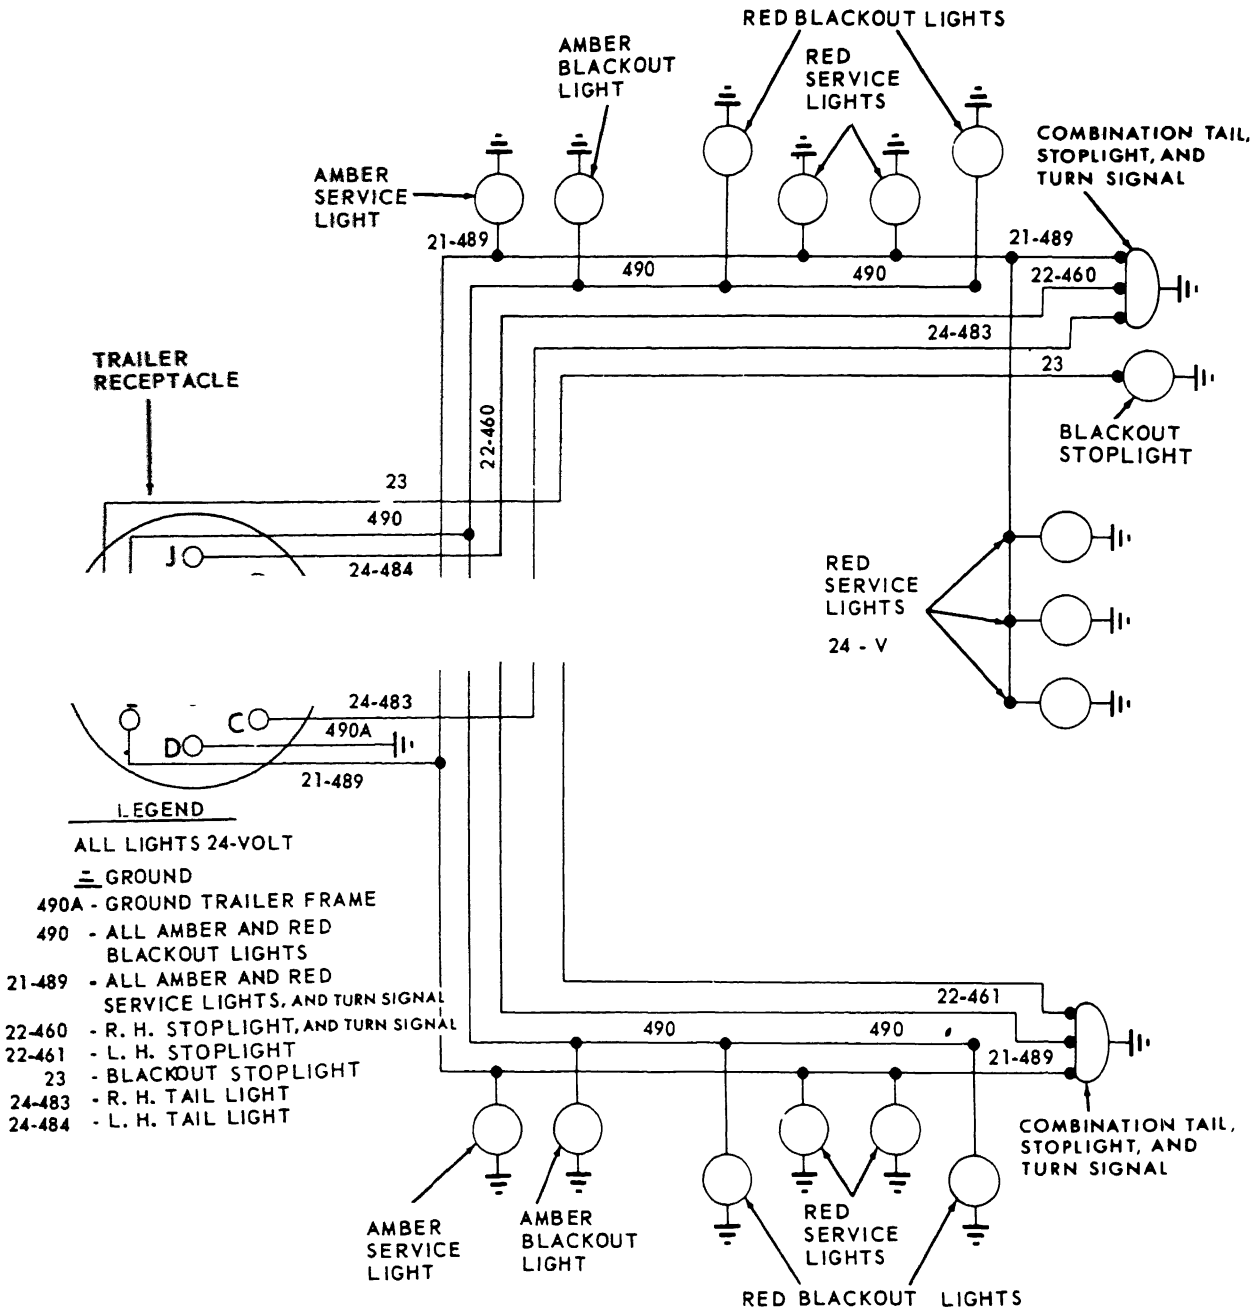 RED BLACKOUT LIGHTS
AMBER
BLACKOUT
LIGHT
RED
SERVICE
LIGHTS
COMBINATION TAIL,
STOPLIGHT, AND
TURN SIGNAL
AMBER
SERVICE
LIGHT
21-489
21-489
490
490
22-460
24-483
23
TRAILER
RECEPTACLE
22-460
BLACKOUT
STOPLIGHT
23
490
J
24-484
RED
SERVICE
LIGHTS
24 - V
24-483
C
490A
D
21-489
LEGEND
ALL LIGHTS 24-VOLT
GROUND
490A - GROUND TRAILER FRAME
490 - ALL AMBER AND RED
BLACKOUT LIGHTS
21-489 - ALL AMBER AND RED
SERVICE LIGHTS, AND TURN SIGNAL
22-460 - R. H. STOPLIGHT, AND TURN SIGNAL
22-461 - L. H. STOPLIGHT
23 - BLACKOUT STOPLIGHT
24-483 - R. H. TAIL LIGHT
24-484 - L. H. TAIL LIGHT
22-461
490
490
21-489
COMBINATION TAIL,
STOPLIGHT, AND
TURN SIGNAL
AMBER
SERVICE
LIGHT
AMBER
BLACKOUT
LIGHT
RED
SERVICE
LIGHTS
RED BLACKOUT LIGHTS